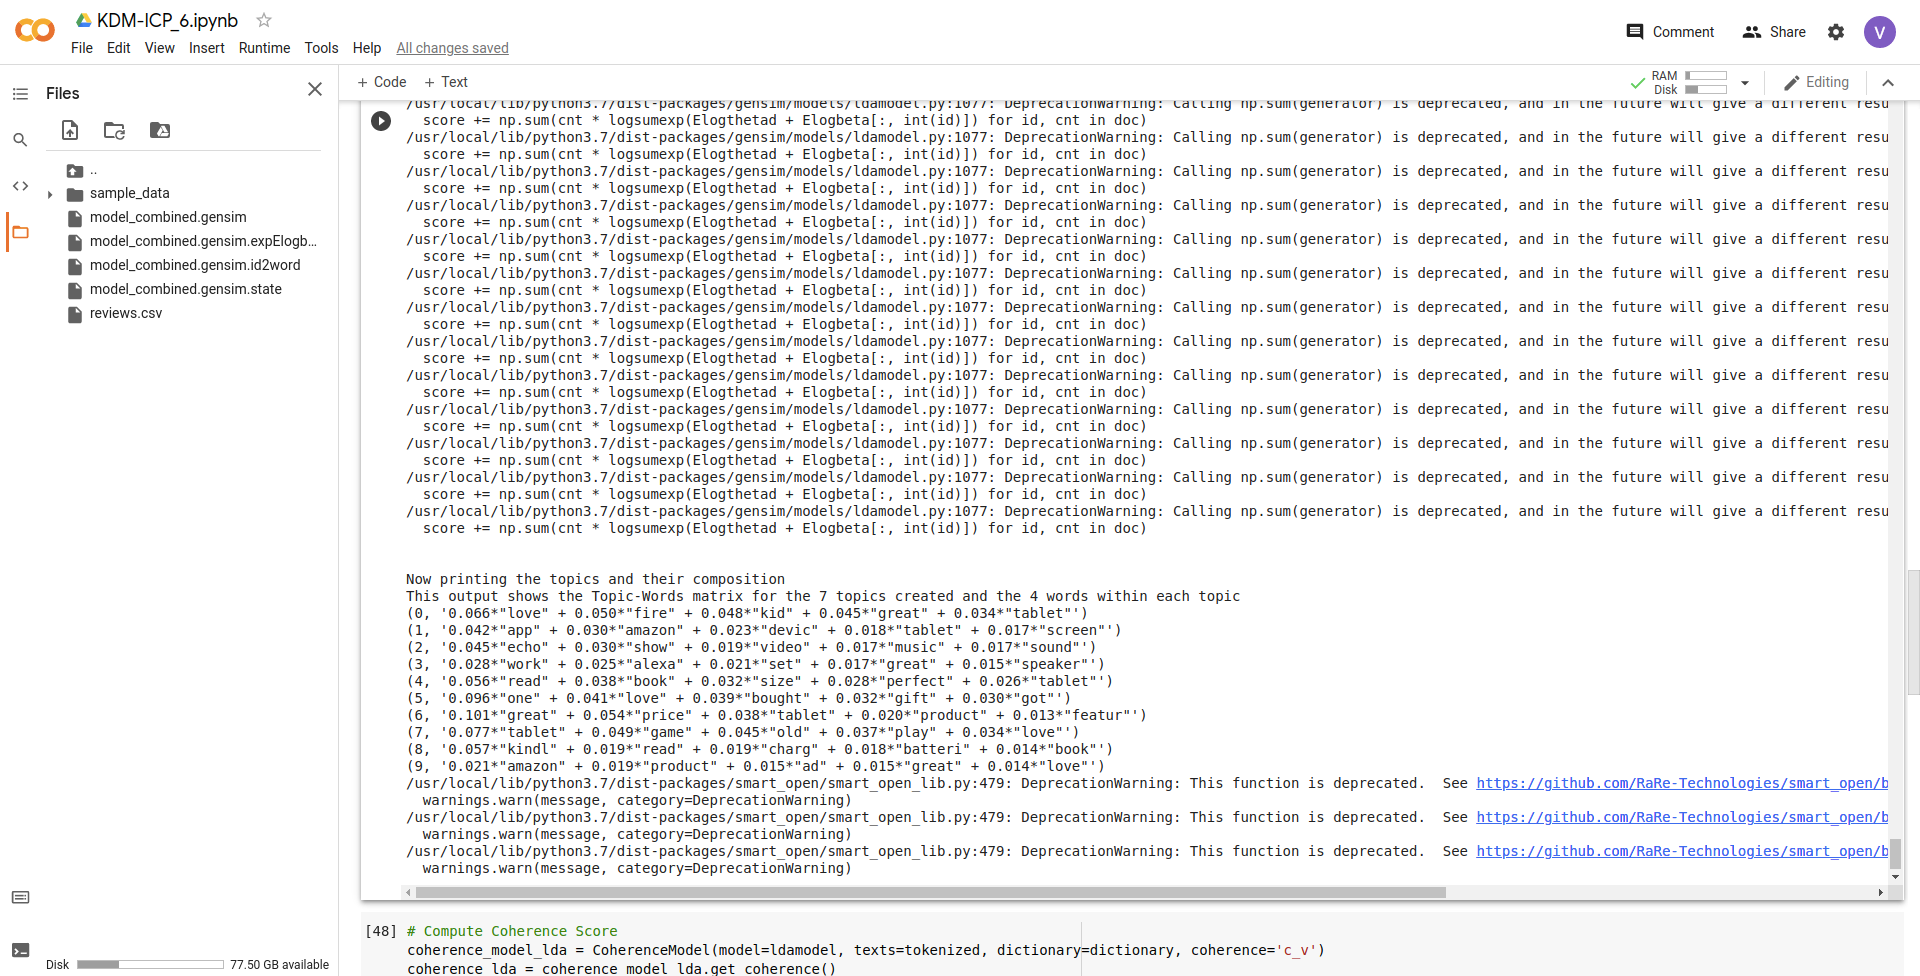 KDM-ICP_6.ipynb
File Edit View Insert Runtime Tools Help All changes saved
Comment Share V
Files
+ Code + Text
RAM
Disk
Editing
..
sample_data
model_combined.gensim
model_combined.gensim.expElogb...
model_combined.gensim.id2word
model_combined.gensim.state
reviews.csv
Disk 77.50 GB available
/usr/local/lib/python3.7/dist-packages/gensim/models/ldamodel.py:1077: DeprecationWarning: Calling np.sum(generator) is deprecated, and in the future will give a different resu
score += np.sum(cnt * logsumexp(Elogthetad + Elogbeta[:, int(id)]) for id, cnt in doc)
/usr/local/lib/python3.7/dist-packages/gensim/models/ldamodel.py:1077: DeprecationWarning: Calling np.sum(generator) is deprecated, and in the future will give a different resu
score += np.sum(cnt * logsumexp(Elogthetad + Elogbeta[:, int(id)]) for id, cnt in doc)
/usr/local/lib/python3.7/dist-packages/gensim/models/ldamodel.py:1077: DeprecationWarning: Calling np.sum(generator) is deprecated, and in the future will give a different resu
score += np.sum(cnt * logsumexp(Elogthetad + Elogbeta[:, int(id)]) for id, cnt in doc)
/usr/local/lib/python3.7/dist-packages/gensim/models/ldamodel.py:1077: DeprecationWarning: Calling np.sum(generator) is deprecated, and in the future will give a different resu
score += np.sum(cnt * logsumexp(Elogthetad + Elogbeta[:, int(id)]) for id, cnt in doc)
/usr/local/lib/python3.7/dist-packages/gensim/models/ldamodel.py:1077: DeprecationWarning: Calling np.sum(generator) is deprecated, and in the future will give a different resu
score += np.sum(cnt * logsumexp(Elogthetad + Elogbeta[:, int(id)]) for id, cnt in doc)
/usr/local/lib/python3.7/dist-packages/gensim/models/ldamodel.py:1077: DeprecationWarning: Calling np.sum(generator) is deprecated, and in the future will give a different resu
score += np.sum(cnt * logsumexp(Elogthetad + Elogbeta[:, int(id)]) for id, cnt in doc)
/usr/local/lib/python3.7/dist-packages/gensim/models/ldamodel.py:1077: DeprecationWarning: Calling np.sum(generator) is deprecated, and in the future will give a different resu
score += np.sum(cnt * logsumexp(Elogthetad + Elogbeta[:, int(id)]) for id, cnt in doc)
/usr/local/lib/python3.7/dist-packages/gensim/models/ldamodel.py:1077: DeprecationWarning: Calling np.sum(generator) is deprecated, and in the future will give a different resu
score += np.sum(cnt * logsumexp(Elogthetad + Elogbeta[:, int(id)]) for id, cnt in doc)
/usr/local/lib/python3.7/dist-packages/gensim/models/ldamodel.py:1077: DeprecationWarning: Calling np.sum(generator) is deprecated, and in the future will give a different resu
score += np.sum(cnt * logsumexp(Elogthetad + Elogbeta[:, int(id)]) for id, cnt in doc)
/usr/local/lib/python3.7/dist-packages/gensim/models/ldamodel.py:1077: DeprecationWarning: Calling np.sum(generator) is deprecated, and in the future will give a different resu
score += np.sum(cnt * logsumexp(Elogthetad + Elogbeta[:, int(id)]) for id, cnt in doc)
/usr/local/lib/python3.7/dist-packages/gensim/models/ldamodel.py:1077: DeprecationWarning: Calling np.sum(generator) is deprecated, and in the future will give a different resu
score += np.sum(cnt * logsumexp(Elogthetad + Elogbeta[:, int(id)]) for id, cnt in doc)
/usr/local/lib/python3.7/dist-packages/gensim/models/ldamodel.py:1077: DeprecationWarning: Calling np.sum(generator) is deprecated, and in the future will give a different resu
score += np.sum(cnt * logsumexp(Elogthetad + Elogbeta[:, int(id)]) for id, cnt in doc)
/usr/local/lib/python3.7/dist-packages/gensim/models/ldamodel.py:1077: DeprecationWarning: Calling np.sum(generator) is deprecated, and in the future will give a different resu
score += np.sum(cnt * logsumexp(Elogthetad + Elogbeta[:, int(id)]) for id, cnt in doc)
Now printing the topics and their composition
This output shows the Topic-Words matrix for the 7 topics created and the 4 words within each topic
(0, '0.066*"love" + 0.050*"fire" + 0.048*"kid" + 0.045*"great" + 0.034*"tablet"')
(1, '0.042*"app" + 0.030*"amazon" + 0.023*"devic" + 0.018*"tablet" + 0.017*"screen"')
(2, '0.045*"echo" + 0.030*"show" + 0.019*"video" + 0.017*"music" + 0.017*"sound"')
(3, '0.028*"work" + 0.025*"alexa" + 0.021*"set" + 0.017*"great" + 0.015*"speaker"')
(4, '0.056*"read" + 0.038*"book" + 0.032*"size" + 0.028*"perfect" + 0.026*"tablet"')
(5, '0.096*"one" + 0.041*"love" + 0.039*"bought" + 0.032*"gift" + 0.030*"got"')
(6, '0.101*"great" + 0.054*"price" + 0.038*"tablet" + 0.020*"product" + 0.013*"featur"')
(7, '0.077*"tablet" + 0.049*"game" + 0.045*"old" + 0.037*"play" + 0.034*"love"')
(8, '0.057*"kindl" + 0.019*"read" + 0.019*"charg" + 0.018*"batteri" + 0.014*"book"')
(9, '0.021*"amazon" + 0.019*"product" + 0.015*"ad" + 0.015*"great" + 0.014*"love"')
/usr/local/lib/python3.7/dist-packages/smart_open/smart_open_lib.py:479: DeprecationWarning: This function is deprecated.  See https://github.com/RaRe-Technologies/smart_open/b
warnings.warn(message, category=DeprecationWarning)
/usr/local/lib/python3.7/dist-packages/smart_open/smart_open_lib.py:479: DeprecationWarning: This function is deprecated.  See https://github.com/RaRe-Technologies/smart_open/b
warnings.warn(message, category=DeprecationWarning)
/usr/local/lib/python3.7/dist-packages/smart_open/smart_open_lib.py:479: DeprecationWarning: This function is deprecated.  See https://github.com/RaRe-Technologies/smart_open/b
warnings.warn(message, category=DeprecationWarning)
[48] # Compute Coherence Score
coherence_model_lda = CoherenceModel(model=ldamodel, texts=tokenized, dictionary=dictionary, coherence='c_v')
coherence_lda = coherence_model_lda.get_coherence()